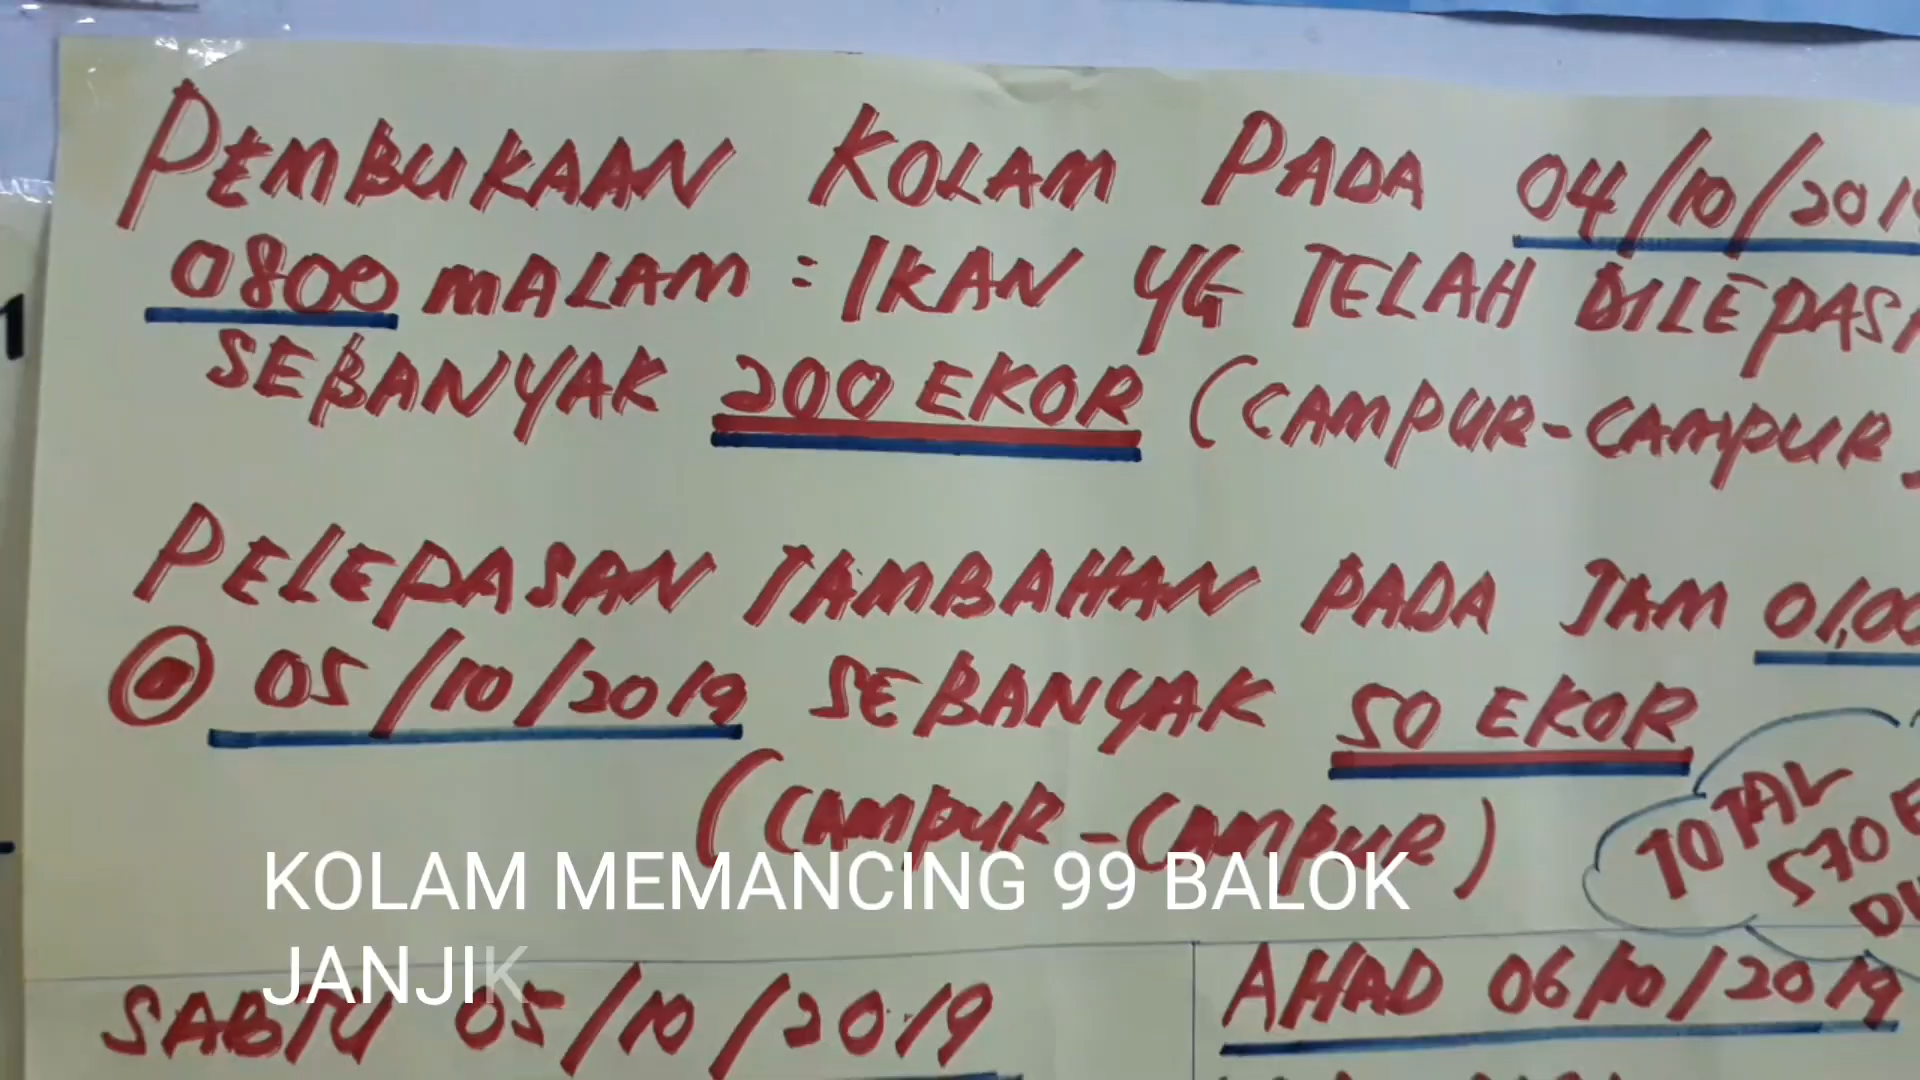 PEMBUKAAN KOLAM PADA 04/10/2019
0800 MALAM : IKAN YG TELAH DILEPAS
SEBANYAK 200 EKOR (CAMPUR-CAMPUR)
PELEPASAN TAMBAHAN PADA JAM 01,00
@ 05/10/2019 SEBANYAK 50 EKOR
(CAMPUR-CAMPUR)
TOTAL
570 E
KOLAM MEMANCING 99 BALOK
JANJIK
SABTU 05/10/2019
AHAD 06/10/2019